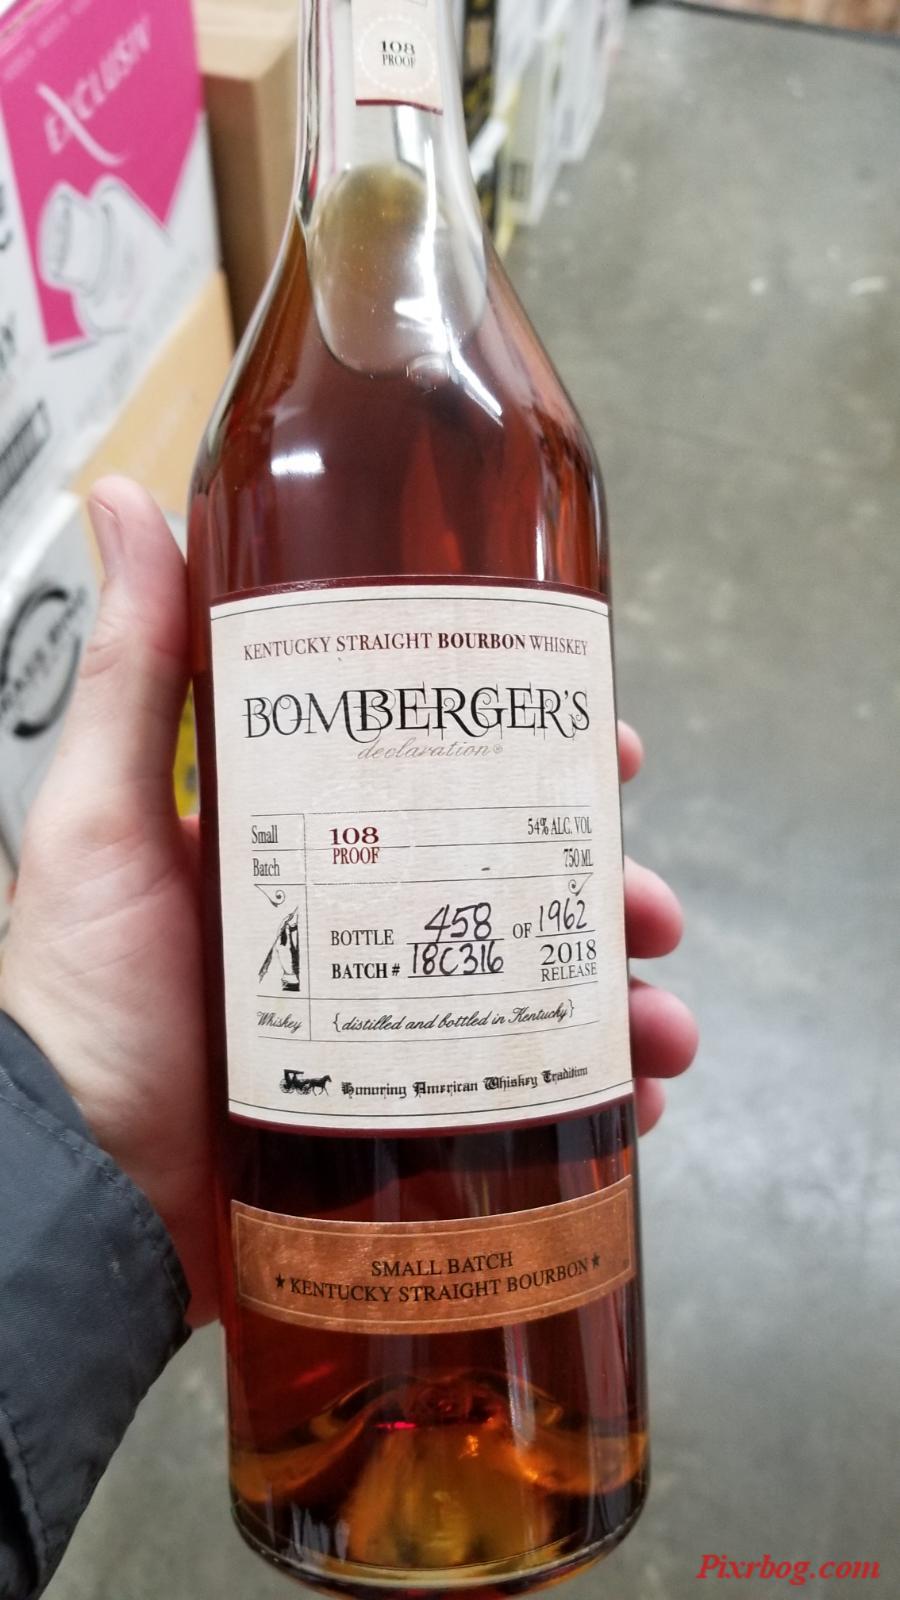 EXCLUSIV
108
PROOF
KENTUCKY STRAIGHT BOURBON WHISKEY
BOMBERGER'S
declaration®
Small
Batch
108
PROOF
54% ALC. VOL
750 ML
BOTTLE 458 OF 1962
BATCH # 18C316
2018
RELEASE
Whiskey
{distilled and bottled in Kentucky}
Honoring American Whiskey Tradition
SMALL BATCH
★ KENTUCKY STRAIGHT BOURBON ★
Pixrbog.com